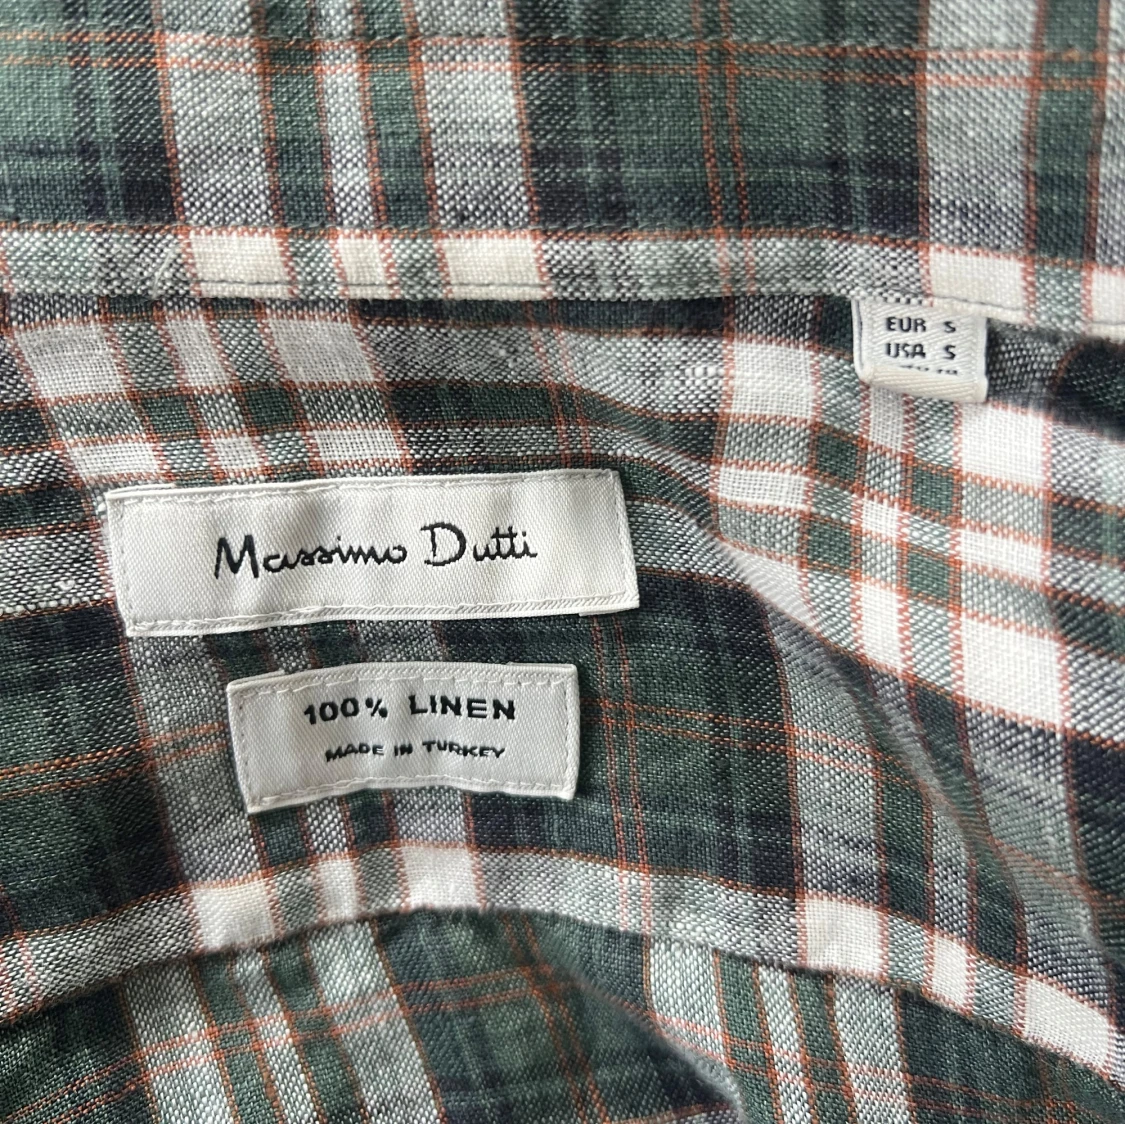 EUR S
USA S
Massimo Dutti
100% LINEN
MADE IN TURKEY